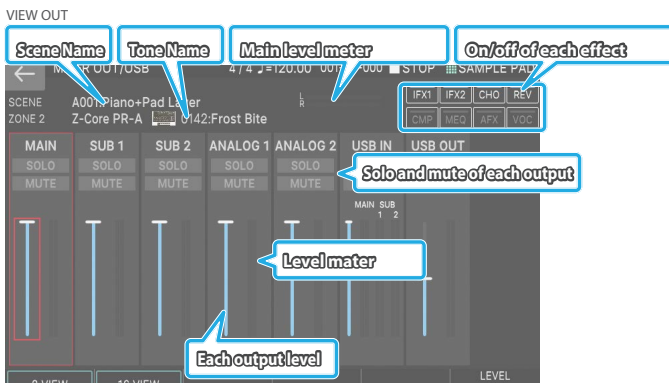 VIEW OUT
Scene Name
Tone Name
Main level meter
On/off of each effect
OUT/USB 4/4 ♩=120.00 STOP SAMPLE PAD
SCENE A001:Piano+Pad Layer L R
IFX1 IFX2 CHO REV
ZONE 2 Z-Core PR-A 0142:Frost Bite
CMP MEQ AFX VOC
MAIN SUB 1 SUB 2 ANALOG 1 ANALOG 2 USB IN USB OUT
SOLO SOLO SOLO SOLO SOLO
MUTE MUTE MUTE MUTE MUTE
Solo and mute of each output
MAIN SUB
1 2
Level mater
Each output level
VIEW VIEW LEVEL